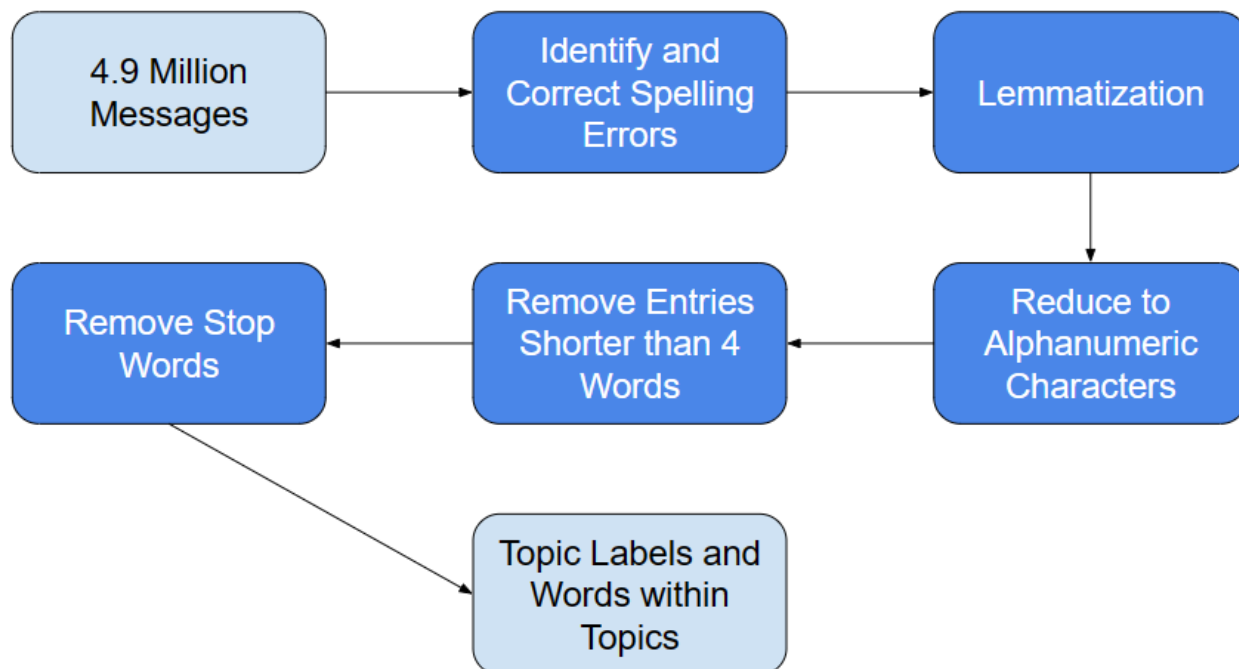 4.9 Million
Messages
Identify and
Correct Spelling
Errors
Lemmatization
Reduce to
Alphanumeric
Characters
Remove Entries
Shorter than 4
Words
Remove Stop
Words
Topic Labels and
Words within
Topics